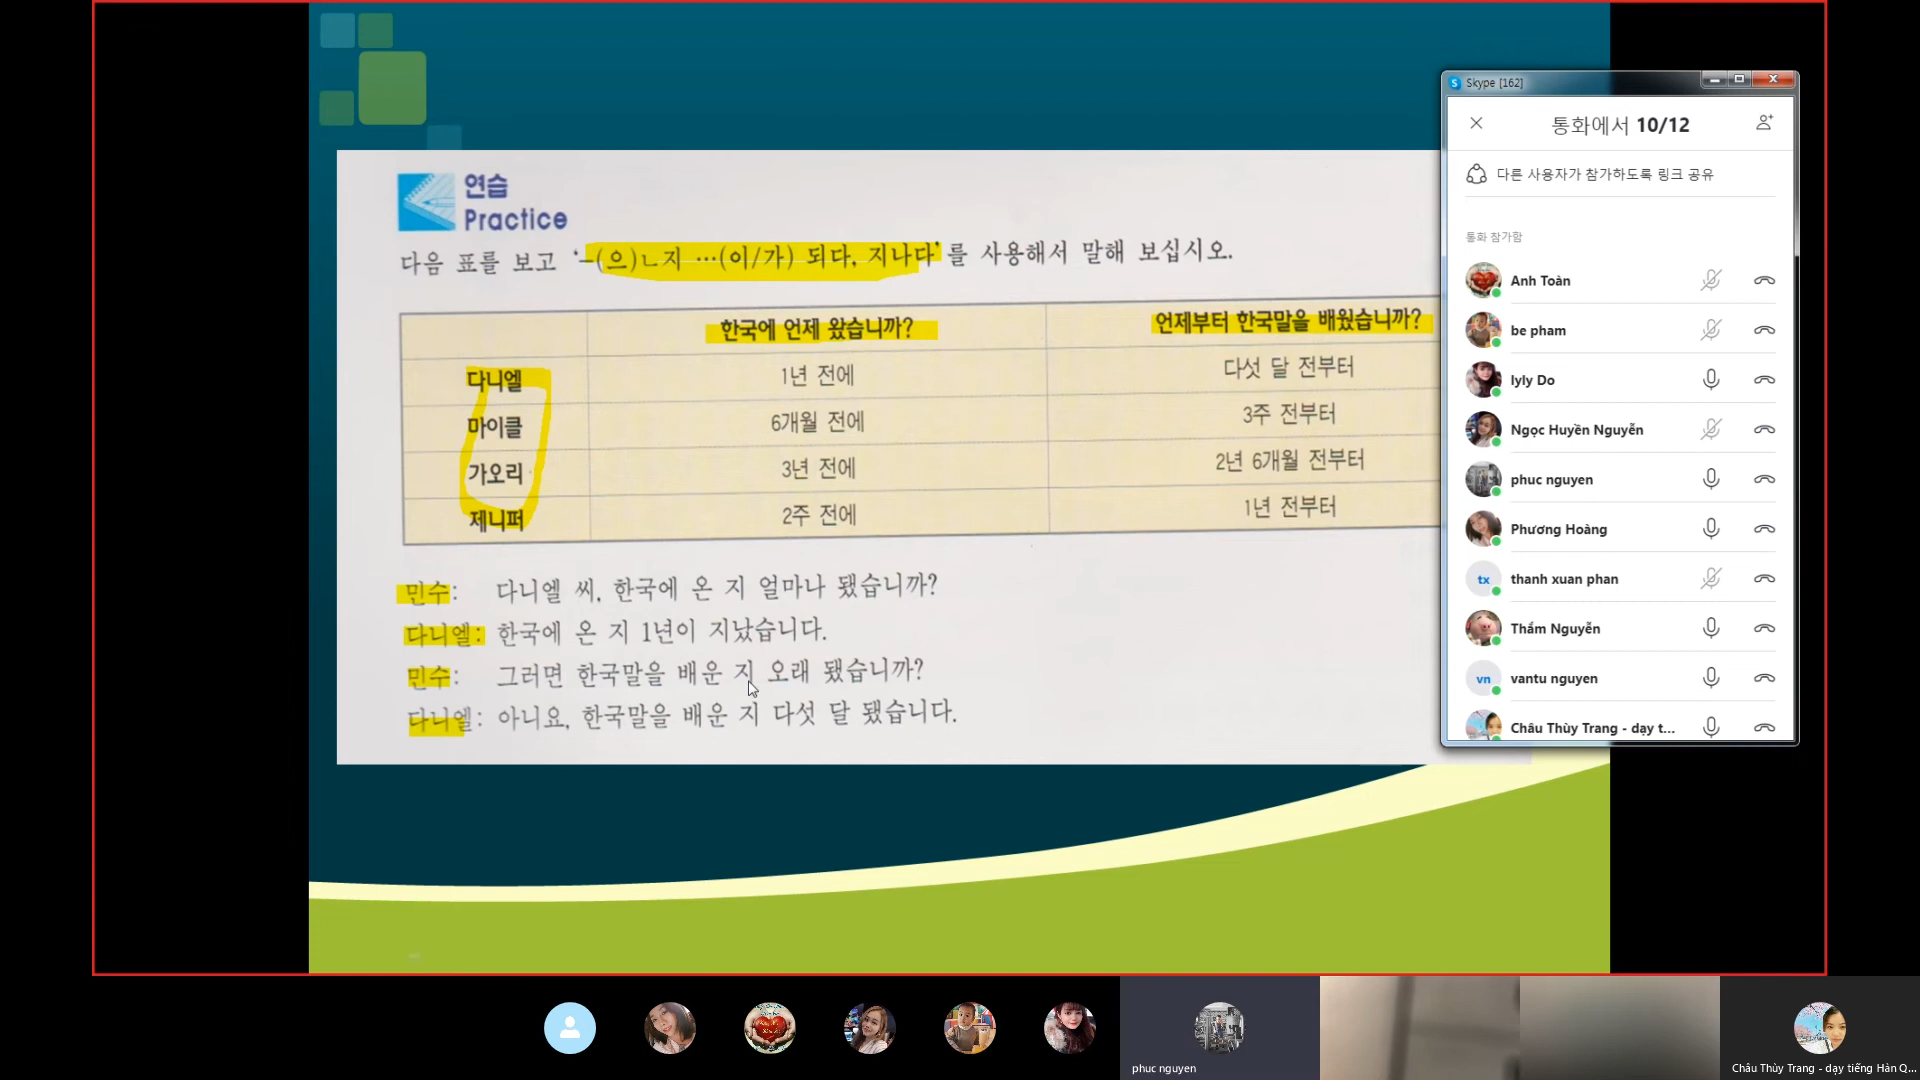 연습
Practice
다음 표를 보고 '-(으)ㄴ지 …(이/가) 되다, 지나다'를 사용해서 말해 보십시오.
한국에 언제 왔습니까? 언제부터 한국말을 배웠습니까?
다니엘 1년 전에 다섯 달 전부터
마이클 6개월 전에 3주 전부터
가오리 3년 전에 2년 6개월 전부터
제니퍼 2주 전에 1년 전부터
민수: 다니엘 씨, 한국에 온 지 얼마나 됐습니까?
다니엘: 한국에 온 지 1년이 지났습니다.
민수: 그러면 한국말을 배운 지 오래 됐습니까?
다니엘: 아니요, 한국말을 배운 지 다섯 달 됐습니다.
Skype [162]
통화에서 10/12
다른 사용자가 참가하도록 링크 공유
통화 참가함
Anh Toàn
be pham
lyly Do
Ngọc Huyền Nguyễn
phuc nguyen
Phương Hoàng
tx thanh xuan phan
Thắm Nguyễn
vn vantu nguyen
Châu Thùy Trang - dạy t...
phuc nguyen
Châu Thùy Trang - dạy tiếng Hàn Q...